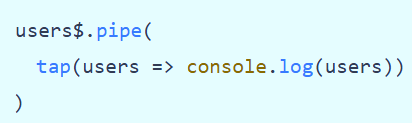 users$.pipe(
  tap(users => console.log(users))
)